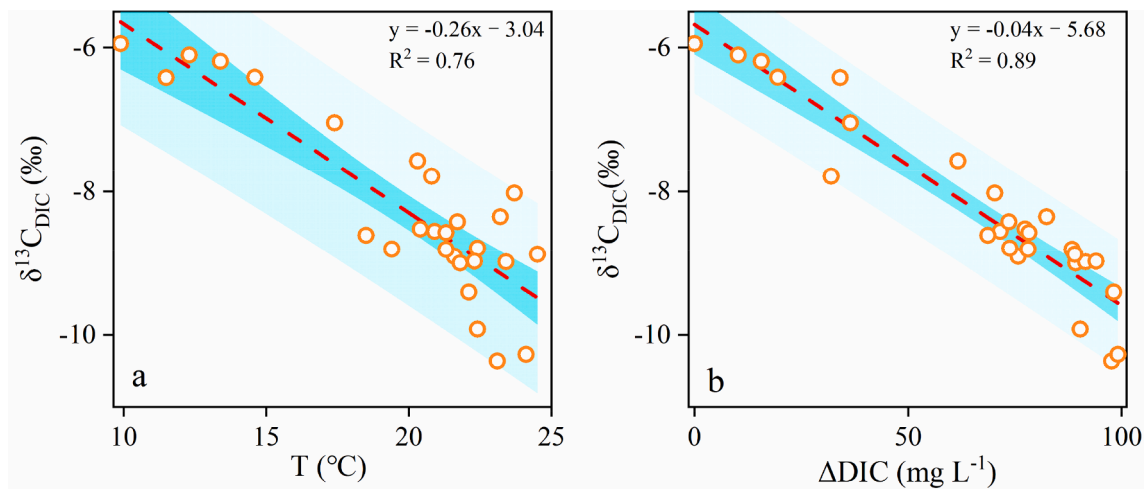 y = -0.26x − 3.04
R² = 0.76
-6
-8
-10
δ¹³C_DIC (‰)
a
10 15 20 25
T (℃)
y = -0.04x − 5.68
R² = 0.89
-6
-8
-10
δ¹³C_DIC(‰)
b
0 50 100
ΔDIC (mg L⁻¹)